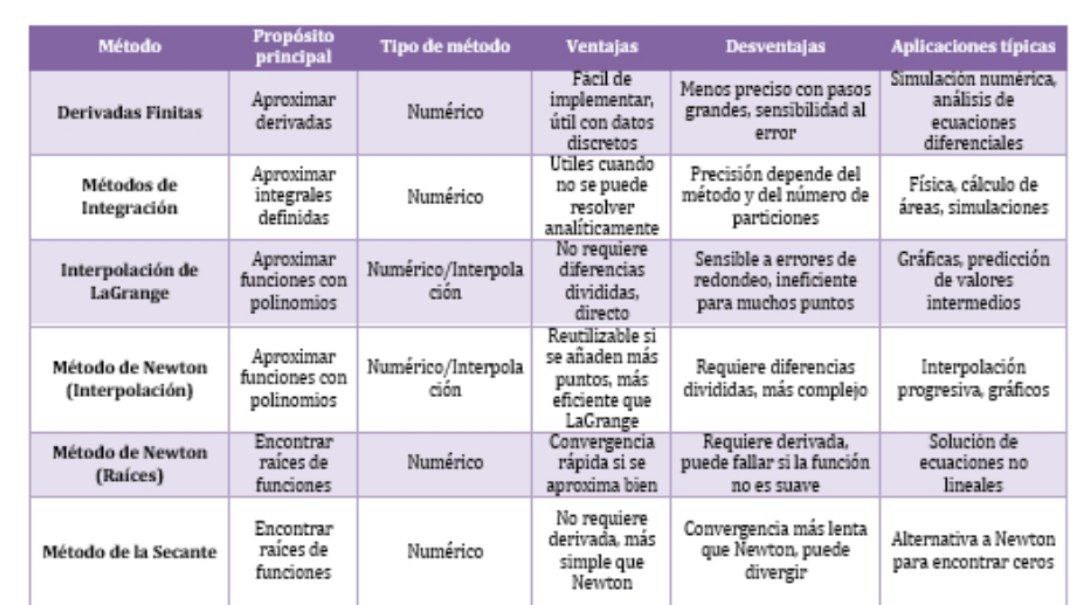 Método
Propósito
principal
Tipo de método
Ventajas
Desventajas
Aplicaciones típicas
Derivadas Finitas
Aproximar
derivadas
Numérico
Fácil de
implementar,
útil con datos
discretos
Menos preciso con pasos
grandes, sensibilidad al
error
Simulación numérica,
análisis de
ecuaciones
diferenciales
Métodos de
Integración
Aproximar
integrales
definidas
Numérico
Útiles cuando
no se puede
resolver
analíticamente
Precisión depende del
método y del número de
particiones
Física, cálculo de
áreas, simulaciones
Interpolación de
LaGrange
Aproximar
funciones con
polinomios
Numérico/Interpola
ción
No requiere
diferencias
divididas,
directo
Sensible a errores de
redondeo, ineficiente
para muchos puntos
Gráficas, predicción
de valores
intermedios
Método de Newton
(Interpolación)
Aproximar
funciones con
polinomios
Numérico/Interpola
ción
Reutilizable si
se añaden más
puntos, más
eficiente que
LaGrange
Requiere diferencias
divididas, más complejo
Interpolación
progresiva, gráficos
Método de Newton
(Raíces)
Encontrar
raíces de
funciones
Numérico
Convergencia
rápida si se
aproxima bien
Requiere derivada,
puede fallar si la función
no es suave
Solución de
ecuaciones no
lineales
Método de la Secante
Encontrar
raíces de
funciones
Numérico
No requiere
derivada, más
simple que
Newton
Convergencia más lenta
que Newton, puede
divergir
Alternativa a Newton
para encontrar ceros